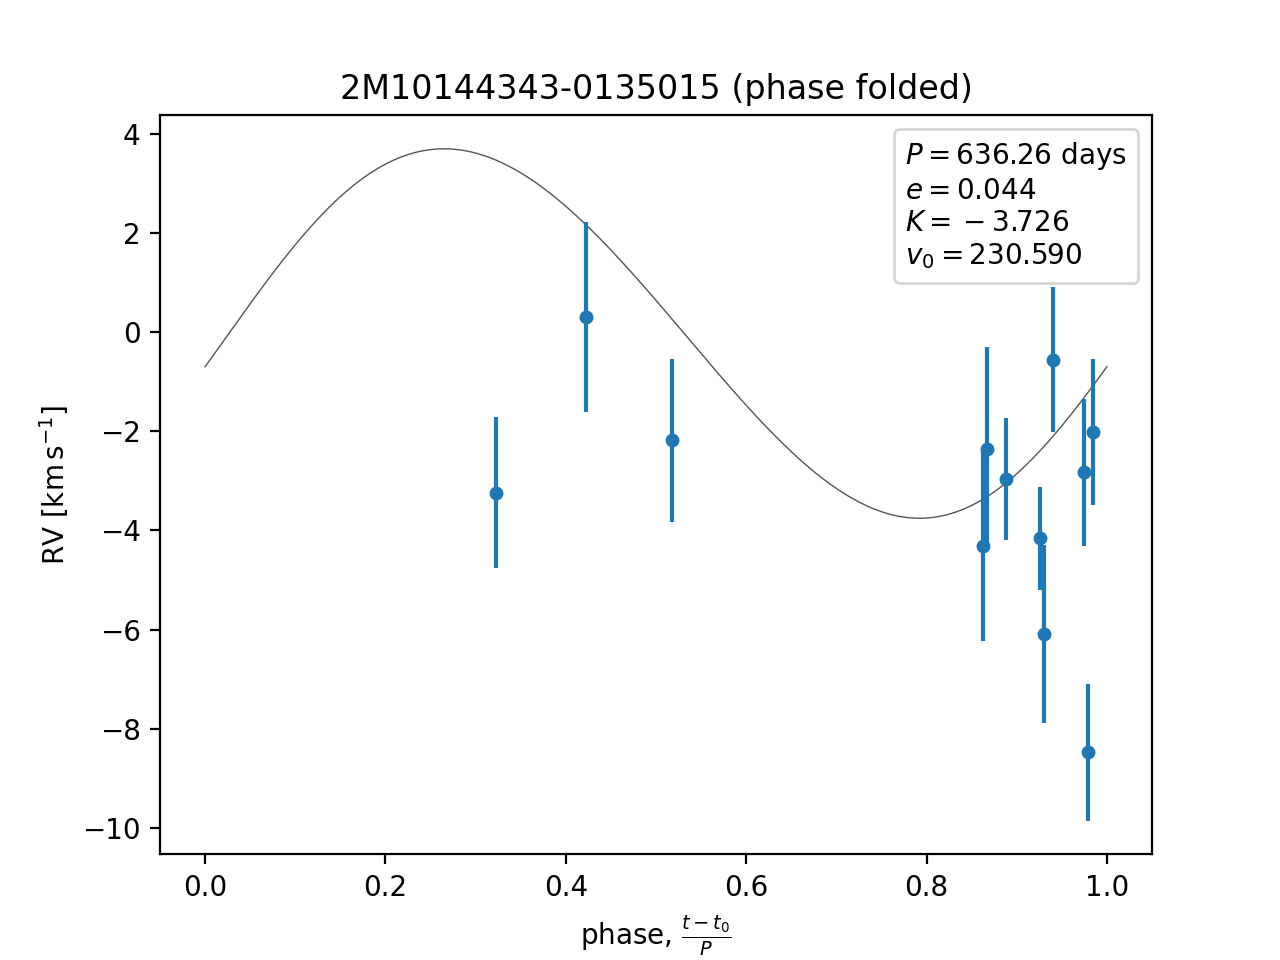 2M10144343-0135015 (phase folded)
P = 636.26 days
e = 0.044
K = −3.726
v₀ = 230.590
RV [km s⁻¹]
4
2
0
−2
−4
−6
−8
−10
0.0 0.2 0.4 0.6 0.8 1.0
phase, (t − t₀)/P